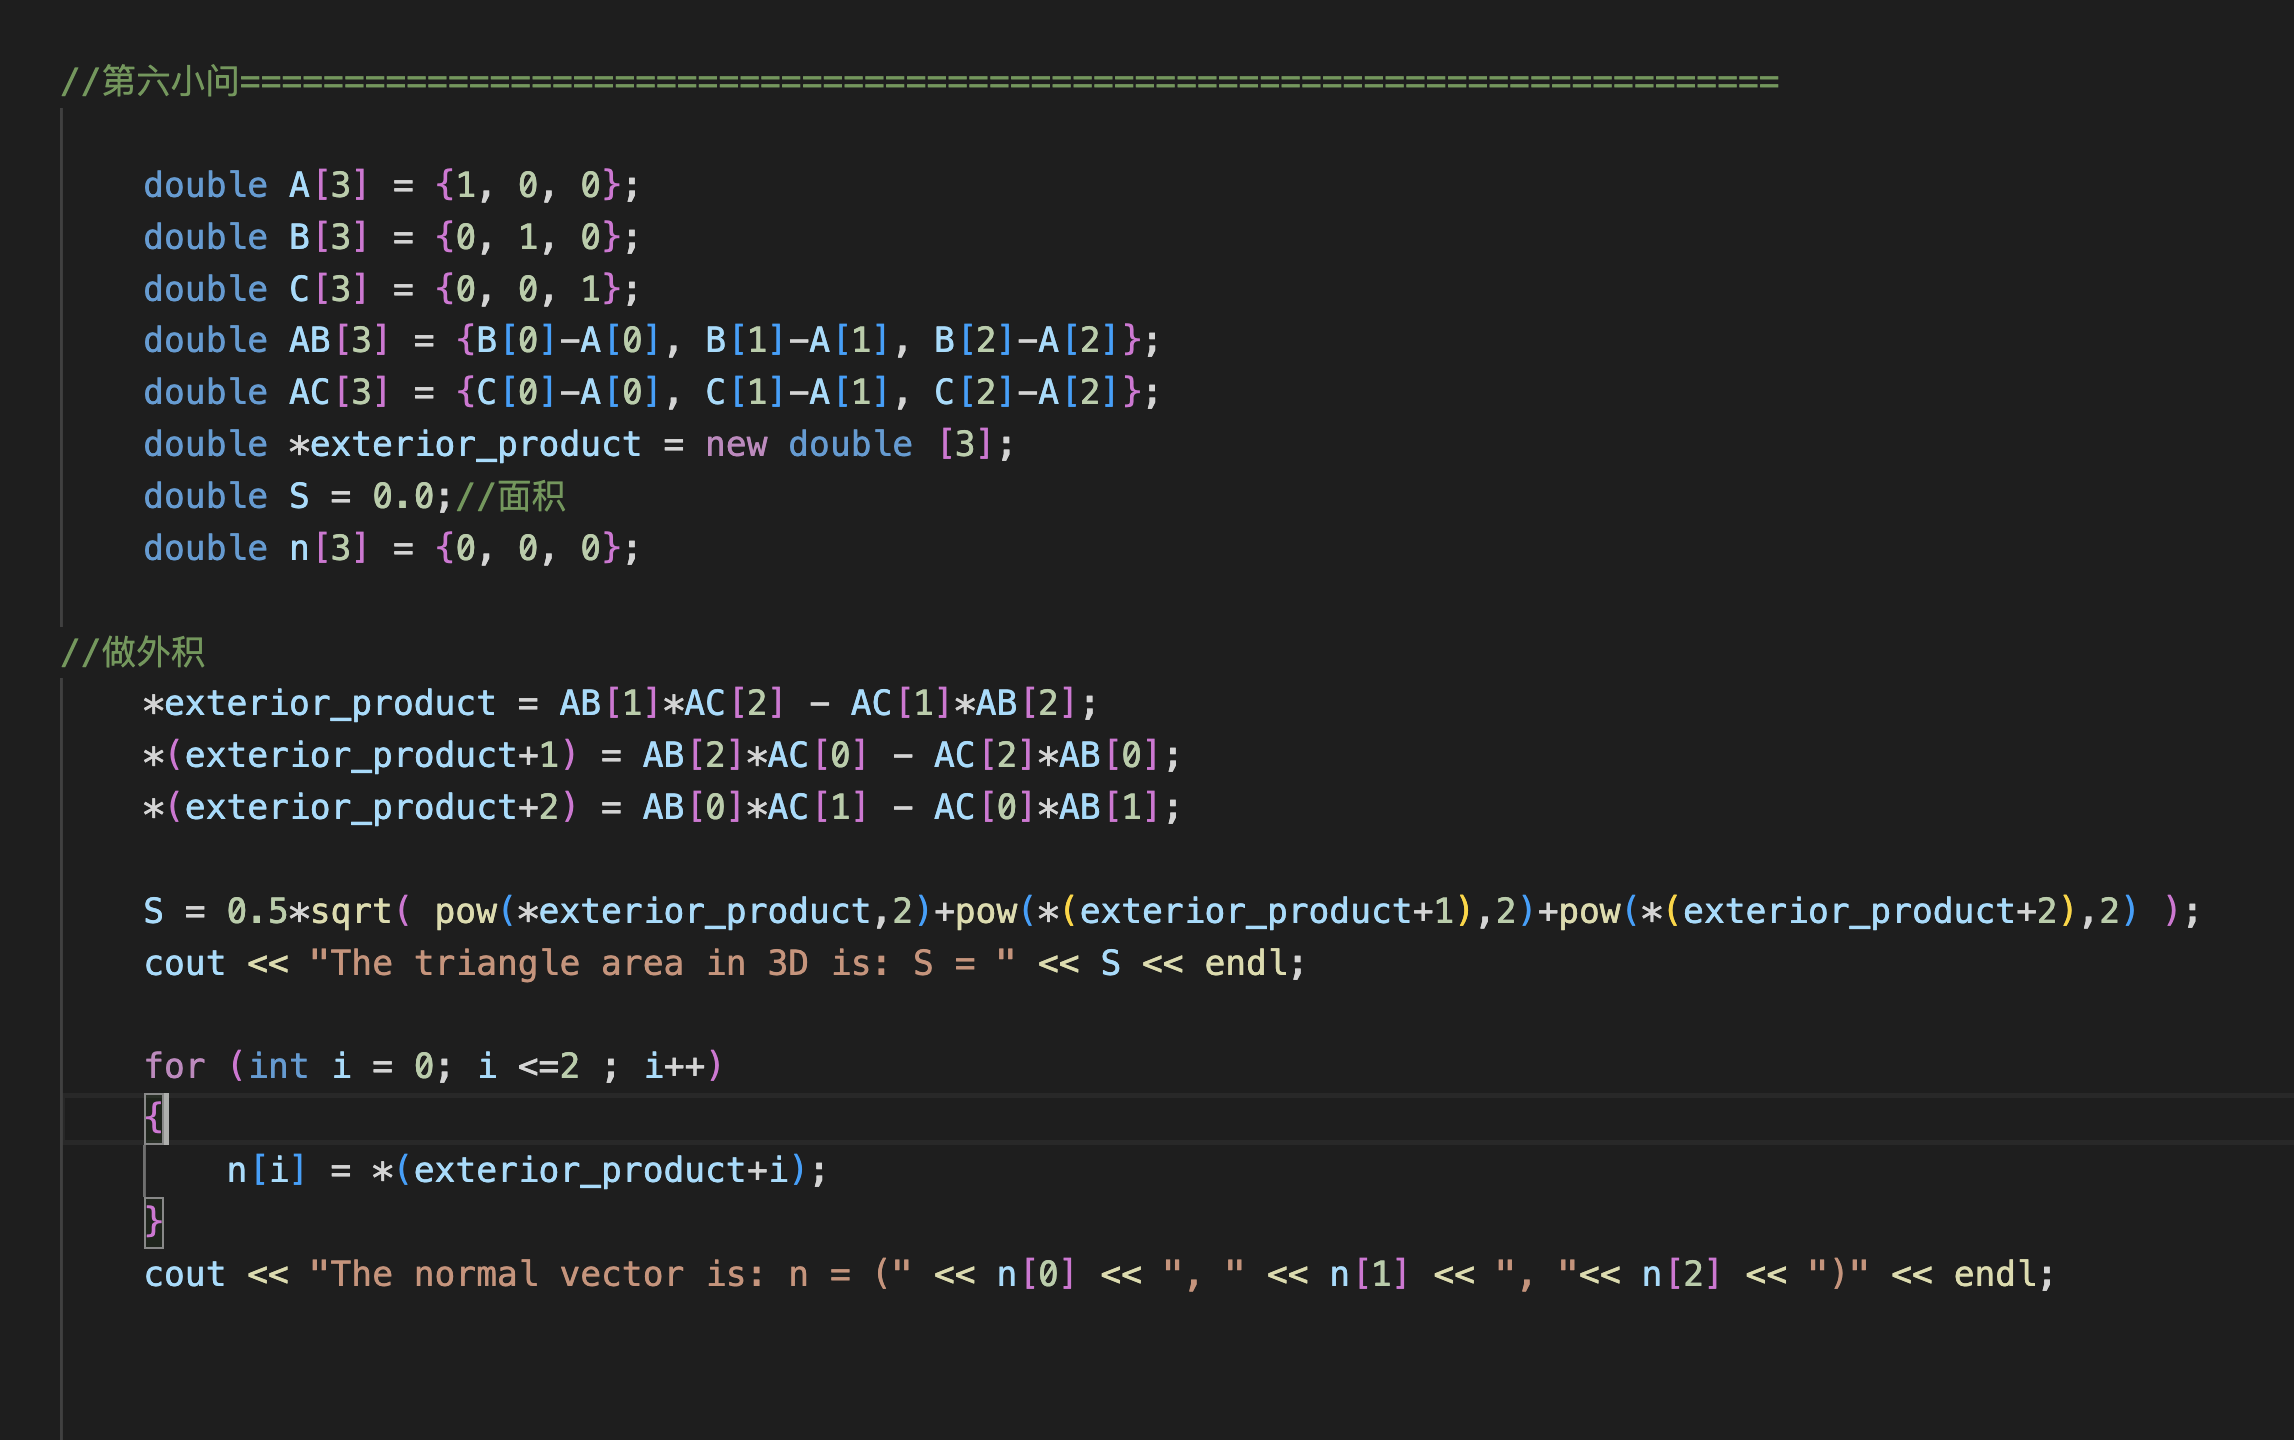 //第六小问==========================================================================
double A[3] = {1, 0, 0};
double B[3] = {0, 1, 0};
double C[3] = {0, 0, 1};
double AB[3] = {B[0]-A[0], B[1]-A[1], B[2]-A[2]};
double AC[3] = {C[0]-A[0], C[1]-A[1], C[2]-A[2]};
double *exterior_product = new double [3];
double S = 0.0;//面积
double n[3] = {0, 0, 0};
//做外积
*exterior_product = AB[1]*AC[2] - AC[1]*AB[2];
*(exterior_product+1) = AB[2]*AC[0] - AC[2]*AB[0];
*(exterior_product+2) = AB[0]*AC[1] - AC[0]*AB[1];
S = 0.5*sqrt( pow(*exterior_product,2)+pow(*(exterior_product+1),2)+pow(*(exterior_product+2),2) );
cout << "The triangle area in 3D is: S = " << S << endl;
for (int i = 0; i <=2 ; i++)
{
n[i] = *(exterior_product+i);
}
cout << "The normal vector is: n = (" << n[0] << ", " << n[1] << ", "<< n[2] << ")" << endl;